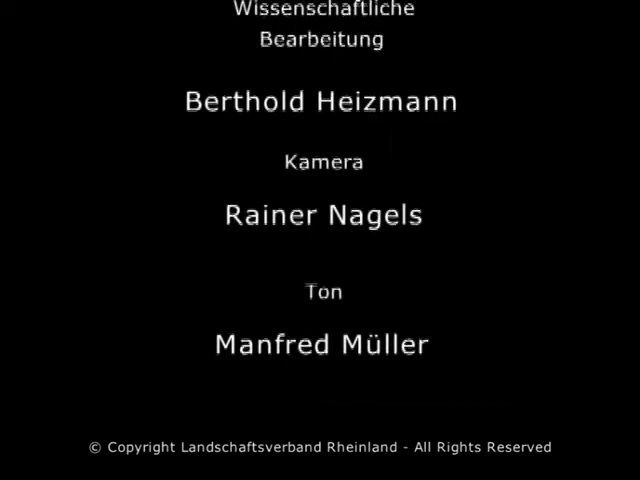 Wissenschaftliche
Bearbeitung
Berthold Heizmann
Kamera
Rainer Nagels
Ton
Manfred Müller
© Copyright Landschaftsverband Rheinland - All Rights Reserved